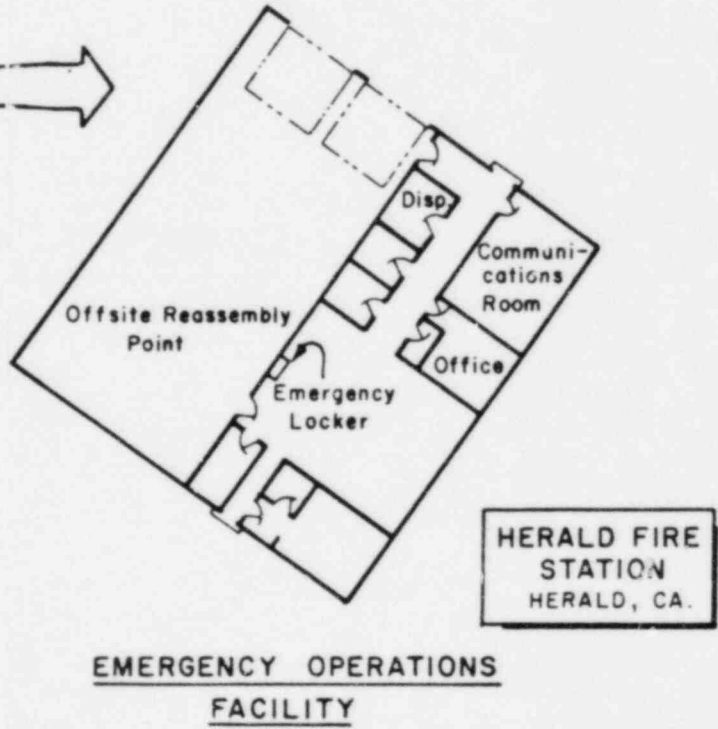 Disp.
Communi-
cations
Room
Offsite Reassembly
Point
Office
Emergency
Locker
HERALD FIRE
STATION
HERALD, CA.
EMERGENCY OPERATIONS
FACILITY